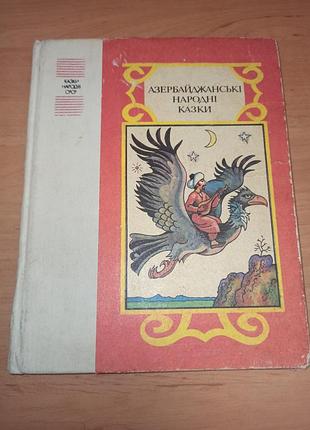 КАЗКИ
НАРОДІВ
СРСР
АЗЕРБАЙДЖАНСЬКІ
НАРОДНІ
КАЗКИ